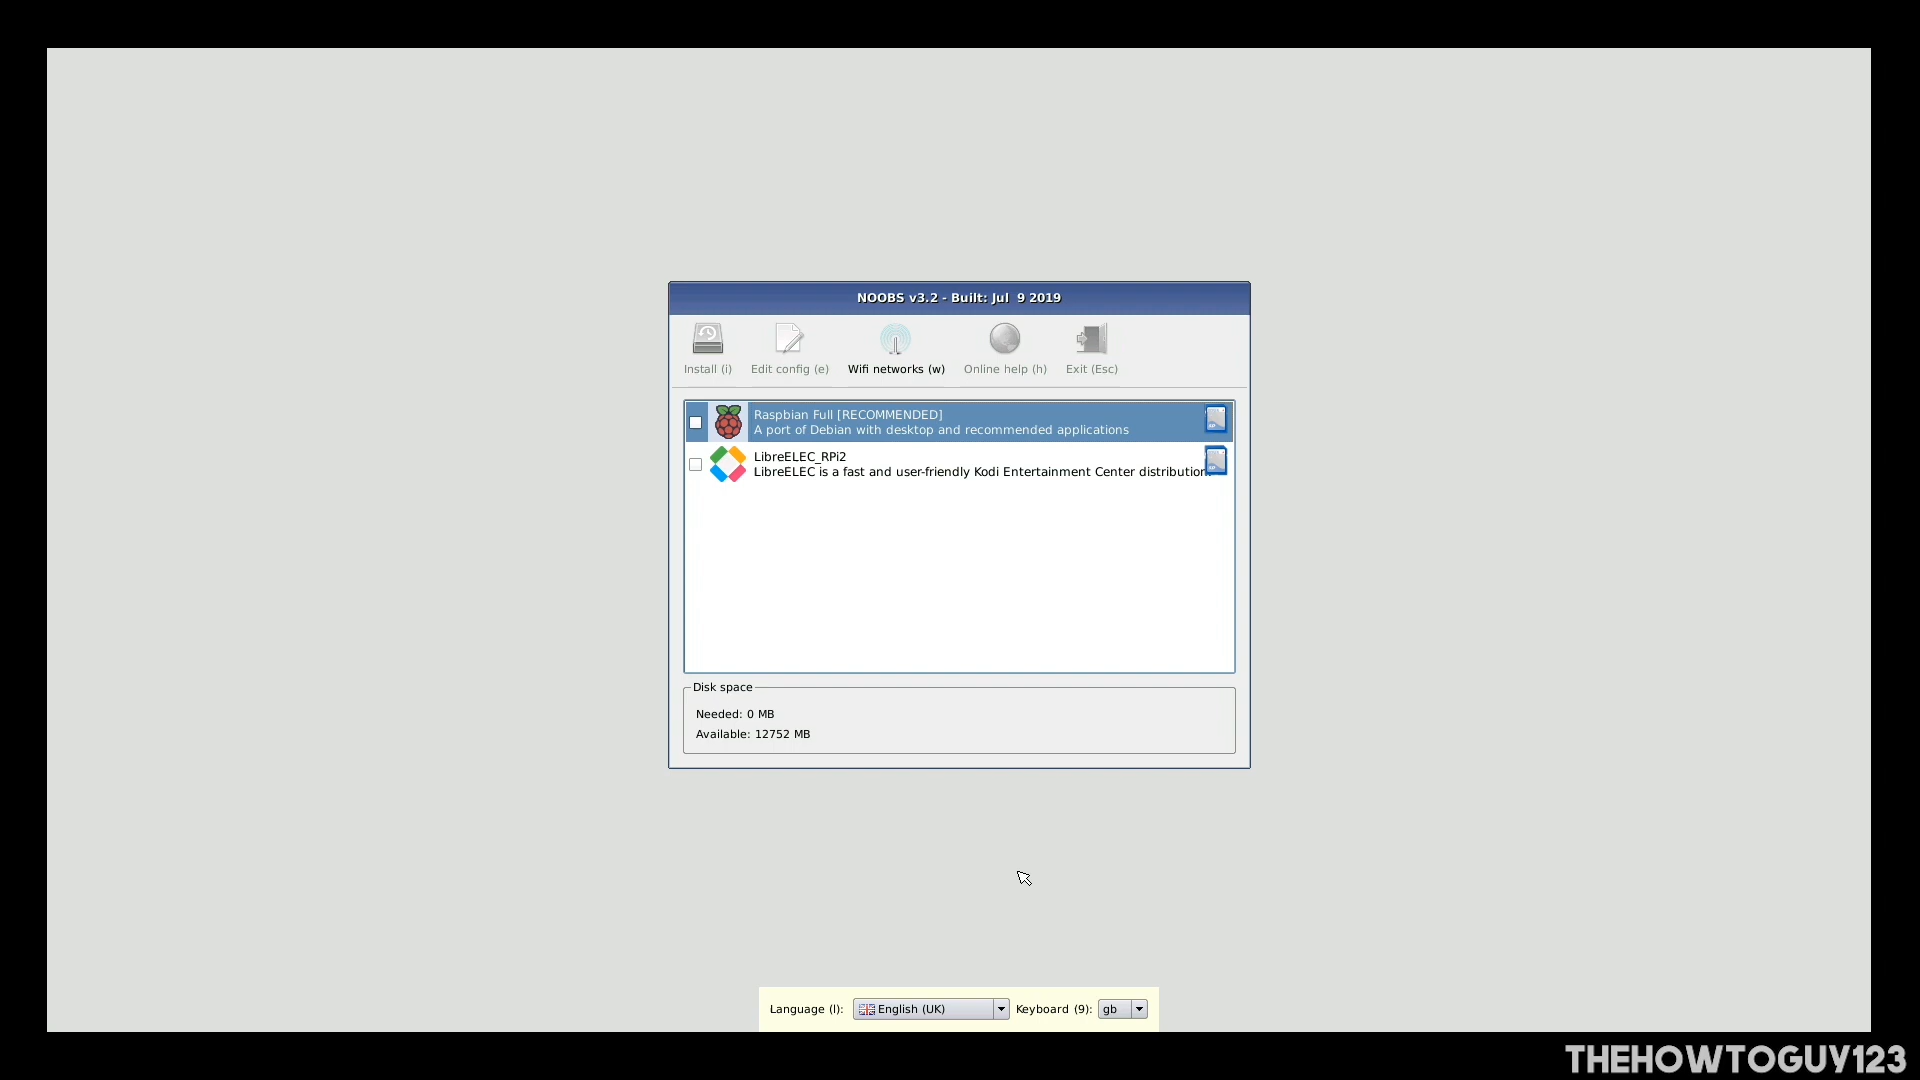 NOOBS v3.2 - Built: Jul 9 2019
Install (i) Edit config (e) Wifi networks (w) Online help (h) Exit (Esc)
Raspbian Full [RECOMMENDED]
A port of Debian with desktop and recommended applications
LibreELEC_RPi2
LibreELEC is a fast and user-friendly Kodi Entertainment Center distribution
Disk space
Needed: 0 MB
Available: 12752 MB
Language (l): English (UK) Keyboard (9): gb
THEHOWTOGUY123